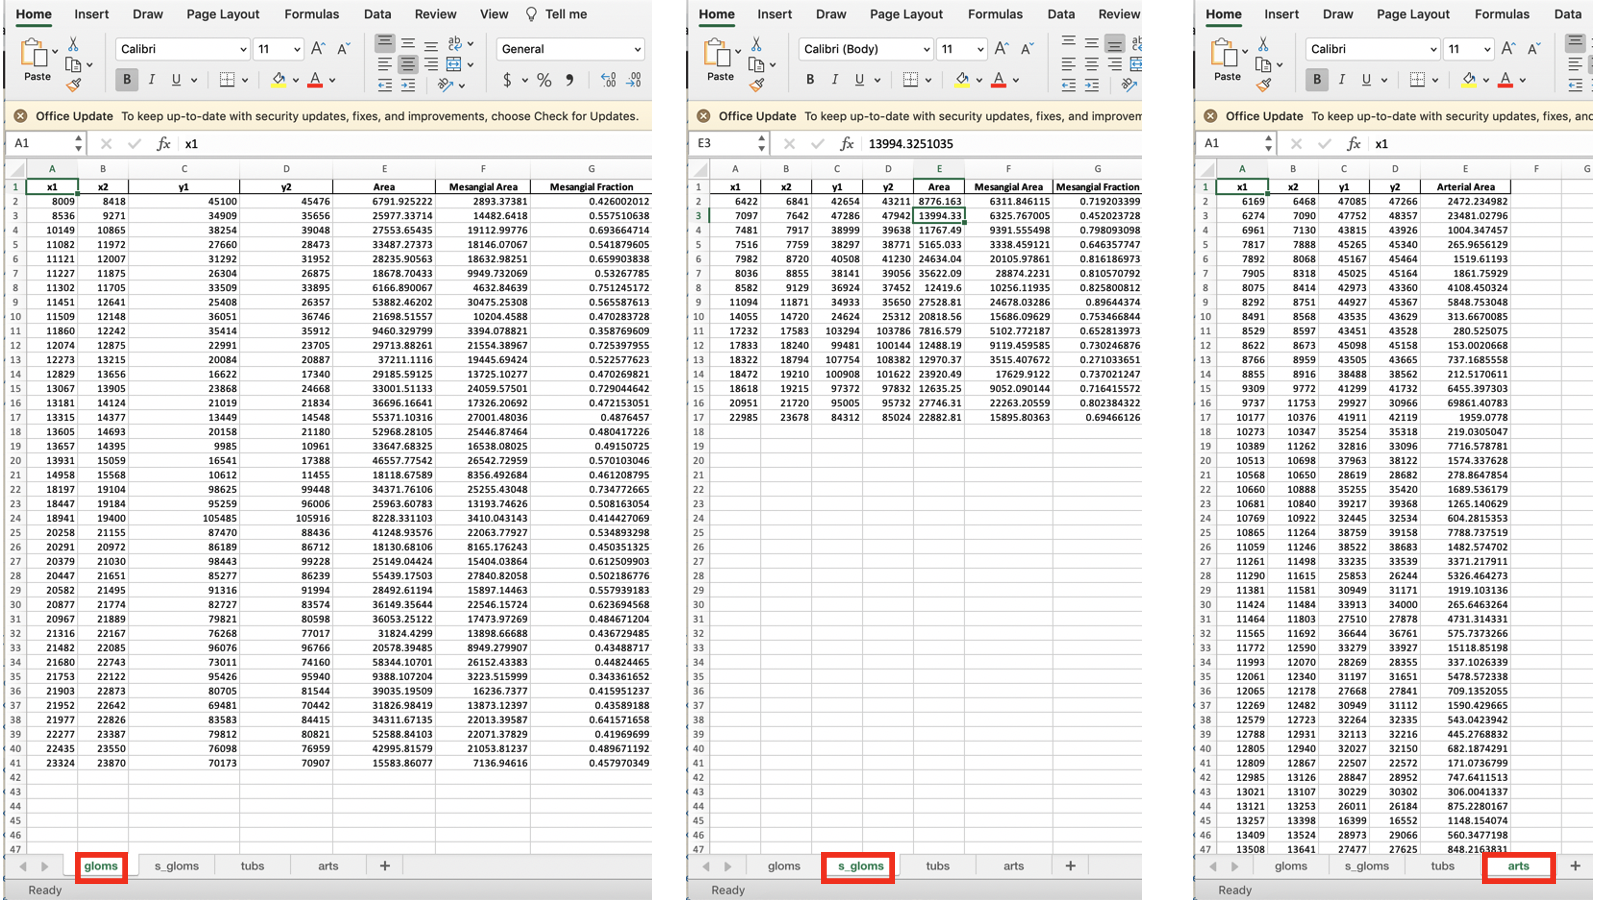 Home Insert Draw Page Layout Formulas Data Review View Tell me
Paste Calibri 11 General
B I U $ % 9
Office Update To keep up-to-date with security updates, fixes, and improvements, choose Check for Updates.
A1 fx x1
A B C D E F G
1 x1 x2 y1 y2 Area Mesangial Area Mesangial Fraction
2 8009 8418 45100 45476 6791.925222 2893.37381 0.426002012
3 8536 9271 34909 35656 25977.33714 14482.6418 0.557510638
4 10149 10865 38254 39048 27553.65435 19112.99776 0.693664714
5 11082 11972 27660 28473 33487.27373 18146.07067 0.541879605
6 11121 12007 31292 31952 28235.90563 18632.98251 0.659903838
7 11227 11875 26304 26875 18678.70433 9949.732069 0.53267785
8 11302 11705 33509 33895 6166.890067 4632.84639 0.751245172
9 11451 12641 25408 26357 53882.46202 30475.25308 0.565587613
10 11509 12148 36051 36746 21698.51557 10204.4588 0.470283728
11 11860 12242 35414 35912 9460.329799 3394.078821 0.358769609
12 12074 12875 22991 23705 29713.88261 21554.38967 0.725397955
13 12273 13215 20084 20887 37211.1116 19445.69424 0.522577623
14 12829 13656 16622 17340 29185.59125 13725.10277 0.470269821
15 13067 13905 23868 24668 33001.51133 24059.57501 0.729044642
16 13181 14124 21019 21834 36696.16641 17326.20692 0.472153051
17 13315 14377 13449 14548 55371.10316 27001.48036 0.4876457
18 13605 14693 20158 21180 52968.28105 25446.87464 0.480417226
19 13657 14395 9985 10961 33647.68325 16538.08025 0.49150725
20 13931 15059 16541 17388 46557.77542 26542.72959 0.570103046
21 14958 15568 10612 11455 18118.67589 8356.492684 0.461208795
22 18197 19104 98625 99448 34371.76106 25255.43048 0.734772665
23 18447 19184 95259 96006 25963.60783 13193.74626 0.508163054
24 18941 19400 105485 105916 8228.331103 3410.043143 0.414427069
25 20258 21155 87470 88436 41248.93576 22063.77927 0.534893298
26 20291 20972 86189 86712 18130.68106 8165.176243 0.450351325
27 20379 21030 98443 99228 25149.04424 15404.03864 0.612509903
28 20447 21651 85277 86239 55439.17503 27840.82058 0.502186776
29 20582 21495 91316 91994 28492.61194 15897.14463 0.557939183
30 20877 21774 82727 83574 36149.35644 22546.15724 0.623694568
31 20967 21889 79821 80598 36053.25122 17473.97269 0.484671204
32 21316 22167 76268 77017 31824.4299 13898.66688 0.436729485
33 21482 22085 96076 96766 20578.39485 8949.279907 0.43488717
34 21680 22743 73011 74160 58344.10701 26152.43383 0.44824465
35 21753 22122 95426 95940 9388.107204 3223.515999 0.343361652
36 21903 22873 80705 81544 39035.19509 16236.7377 0.415951237
37 21952 22642 69481 70442 31826.98419 13873.12397 0.43589188
38 21977 22826 83583 84415 34311.67135 22013.39587 0.641571658
39 22277 23387 79812 80821 52588.84103 22071.37829 0.41969699
40 22435 23550 76098 76959 42995.81579 21053.81237 0.489671192
41 23324 23870 70173 70907 15583.86077 7136.94616 0.457970349
42
43
44
45
46
47
gloms s_gloms tubs arts +
Ready
Home Insert Draw Page Layout Formulas Data Review
Paste Calibri (Body) 11
B I U
Office Update To keep up-to-date with security updates, fixes, and improvem
E3 fx 13994.3251035
A B C D E F G
1 x1 x2 y1 y2 Area Mesangial Area Mesangial Fraction
2 6422 6841 42654 43211 8776.163 6311.846115 0.719203399
3 7097 7642 47286 47942 13994.33 6325.767005 0.452023728
4 7481 7917 38999 39638 11767.49 9391.555498 0.798093098
5 7516 7759 38297 38771 5165.033 3338.459121 0.646357747
6 7982 8720 40508 41230 24634.04 20105.97861 0.816186973
7 8036 8855 38141 39056 35622.09 28874.2231 0.810570792
8 8582 9129 36924 37452 12419.6 10256.11935 0.825800812
9 11094 11871 34933 35650 27528.81 24678.03286 0.89644374
10 14055 14720 24624 25312 20818.56 15686.09629 0.753466844
11 17232 17583 103294 103786 7816.579 5102.772187 0.652813973
12 17833 18240 99481 100144 12488.19 9119.459585 0.730246876
13 18322 18794 107754 108382 12970.37 3515.407672 0.271033651
14 18472 19210 100908 101622 23920.49 17629.9122 0.737021247
15 18618 19215 97372 97832 12635.25 9052.090144 0.716415572
16 20951 21720 95005 95732 27746.31 22263.20559 0.802384322
17 22985 23678 84312 85024 22882.81 15895.80363 0.69466126
18
19
20
21
22
23
24
25
26
27
28
29
30
31
32
33
34
35
36
37
38
39
40
41
42
43
44
45
46
47
gloms s_gloms tubs arts +
Ready
Home Insert Draw Page Layout Formulas Data
Paste Calibri 11
B I U
Office Update To keep up-to-date with security updates, fixes, anc
A1 fx x1
A B C D E F G
1 x1 x2 y1 y2 Arterial Area
2 6169 6468 47085 47266 2472.234982
3 6274 7090 47752 48357 23481.02796
4 6961 7130 43815 43926 1004.347457
5 7817 7888 45265 45340 265.9656129
6 7892 8068 45167 45464 1519.61193
7 7905 8318 45025 45164 1861.75929
8 8075 8414 42973 43360 4108.450324
9 8292 8751 44927 45367 5848.753048
10 8491 8568 43535 43629 313.6670085
11 8529 8597 43451 43528 280.525075
12 8622 8673 45098 45158 153.0020668
13 8766 8959 43505 43665 737.1685558
14 8855 8916 38488 38562 212.5170611
15 9309 9772 41299 41732 6455.397303
16 9737 11753 29927 30966 69861.40783
17 10177 10376 41911 42119 1959.0778
18 10273 10347 35254 35318 219.0305047
19 10389 11262 32816 33096 7716.578781
20 10513 10698 37963 38122 1574.337628
21 10568 10650 28619 28682 278.8647854
22 10660 10888 35255 35420 1689.536179
23 10681 10840 39217 39368 1265.140629
24 10769 10922 32445 32534 604.2815353
25 10865 11264 38759 39158 7788.737519
26 11059 11246 38522 38683 1482.574702
27 11261 11498 33235 33539 3371.217911
28 11290 11615 25853 26244 5326.464273
29 11381 11581 30949 31171 1919.103136
30 11424 11484 33913 34000 265.6463264
31 11464 11803 27510 27878 4731.314331
32 11565 11692 36644 36761 575.7373266
33 11772 12590 33279 33927 15118.85198
34 11993 12070 28269 28355 337.1026339
35 12061 12340 31197 31651 5478.572338
36 12065 12178 27668 27841 709.1352055
37 12269 12482 30949 31112 1590.429665
38 12579 12723 32264 32335 543.0423942
39 12788 12931 32113 32216 445.2768832
40 12805 12940 32027 32150 682.1874291
41 12809 12867 22507 22572 171.0736799
42 12985 13126 28847 28952 747.6411513
43 13021 13107 30229 30302 306.0041337
44 13121 13253 26011 26184 875.2280167
45 13257 13398 16399 16552 1148.154074
46 13409 13524 28973 29066 560.3477198
47 13508 13641 27477 27625 848.2163831
gloms s_gloms tubs arts +
Ready